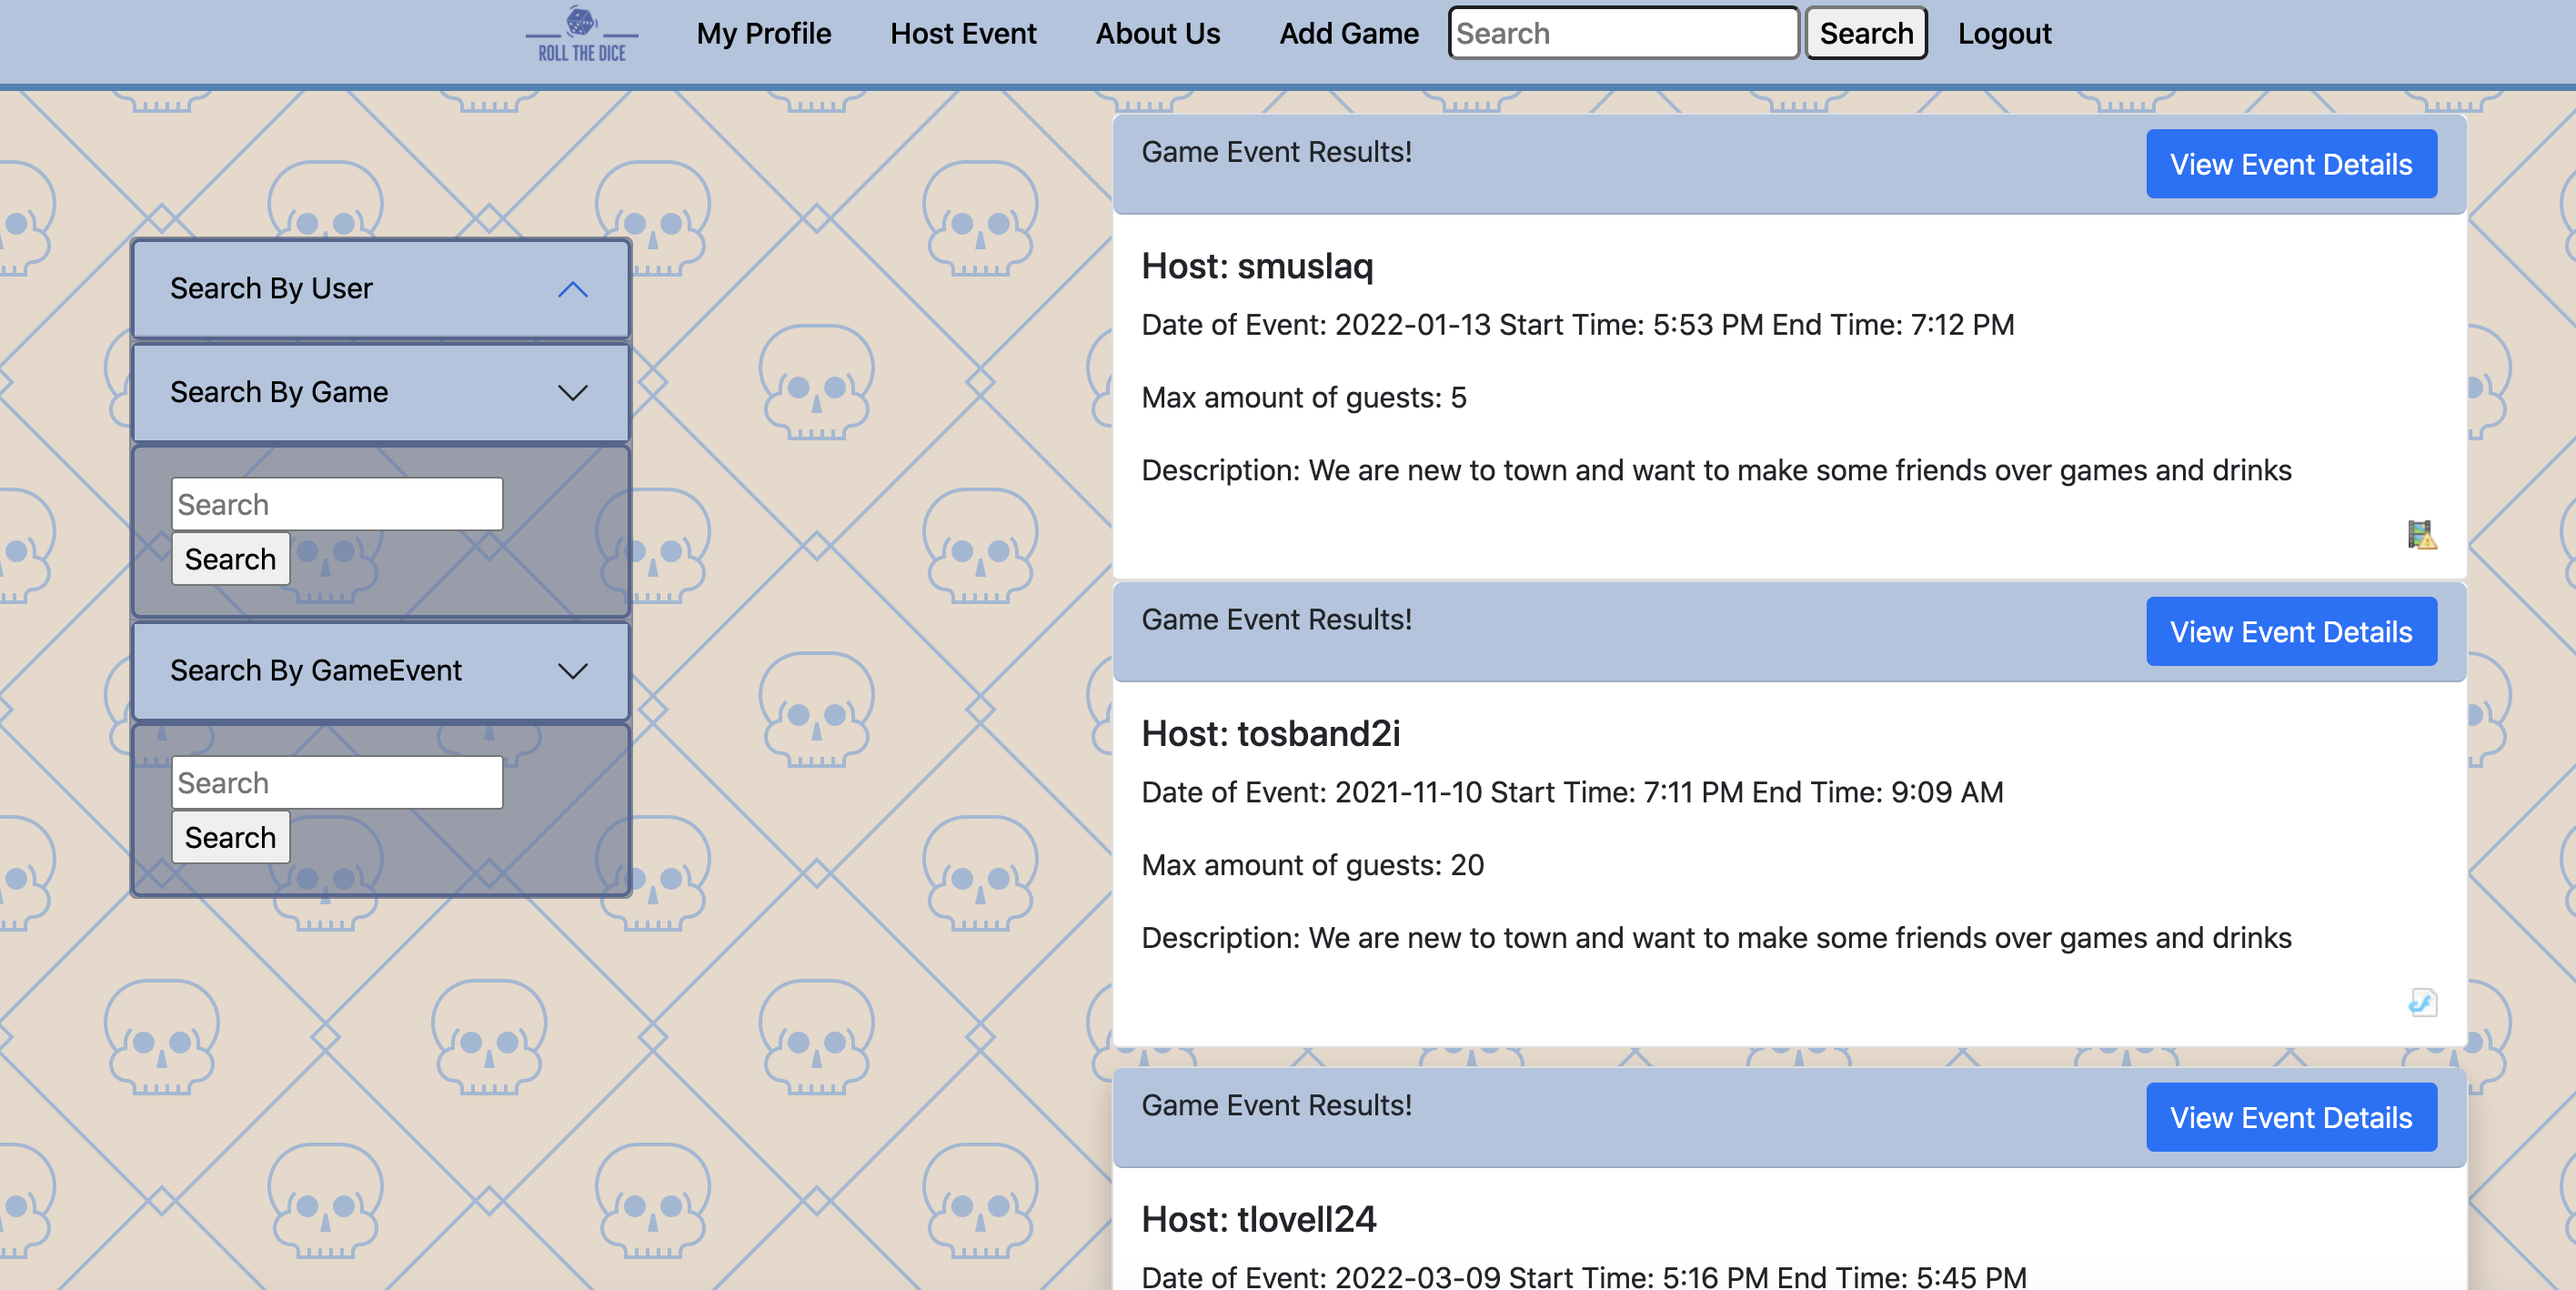 ROLL THE DICE
My Profile
Host Event
About Us
Add Game
Search
Search
Logout
Search By User
Search By Game
Search
Search
Search By GameEvent
Search
Search
Game Event Results!
View Event Details
Host: smuslaq
Date of Event: 2022-01-13 Start Time: 5:53 PM End Time: 7:12 PM
Max amount of guests: 5
Description: We are new to town and want to make some friends over games and drinks
Game Event Results!
View Event Details
Host: tosband2i
Date of Event: 2021-11-10 Start Time: 7:11 PM End Time: 9:09 AM
Max amount of guests: 20
Description: We are new to town and want to make some friends over games and drinks
Game Event Results!
View Event Details
Host: tlovell24
Date of Event: 2022-03-09 Start Time: 5:16 PM End Time: 5:45 PM